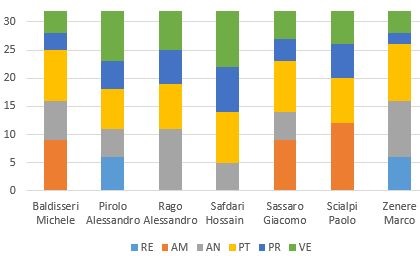 30
25
20
15
10
5
0
Baldisseri Pirolo Rago Safdari Sassaro Scialpi Zenere
Michele Alessandro Alessandro Hossain Giacomo Paolo Marco
RE AM AN PT PR VE